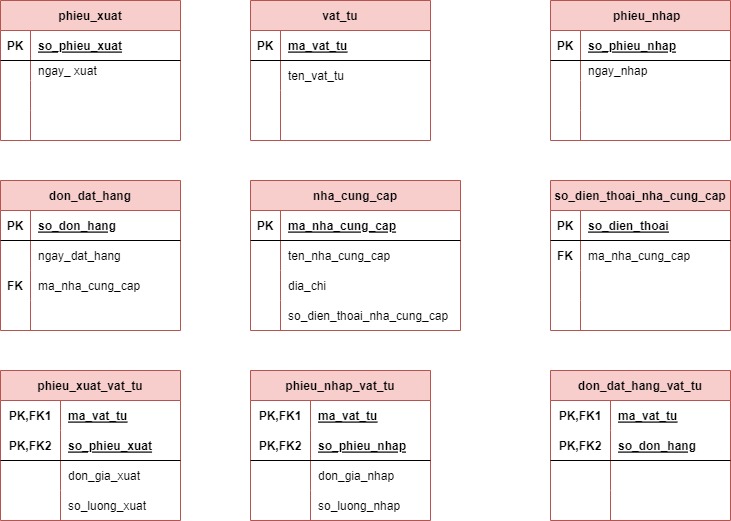 phieu_xuat
PK so_phieu_xuat
ngay_ xuat
vat_tu
PK ma_vat_tu
ten_vat_tu
phieu_nhap
PK so_phieu_nhap
ngay_nhap
don_dat_hang
PK so_don_hang
ngay_dat_hang
FK ma_nha_cung_cap
nha_cung_cap
PK ma_nha_cung_cap
ten_nha_cung_cap
dia_chi
so_dien_thoai_nha_cung_cap
so_dien_thoai_nha_cung_cap
PK so_dien_thoai
FK ma_nha_cung_cap
phieu_xuat_vat_tu
PK,FK1 ma_vat_tu
PK,FK2 so_phieu_xuat
don_gia_xuat
so_luong_xuat
phieu_nhap_vat_tu
PK,FK1 ma_vat_tu
PK,FK2 so_phieu_nhap
don_gia_nhap
so_luong_nhap
don_dat_hang_vat_tu
PK,FK1 ma_vat_tu
PK,FK2 so_don_hang